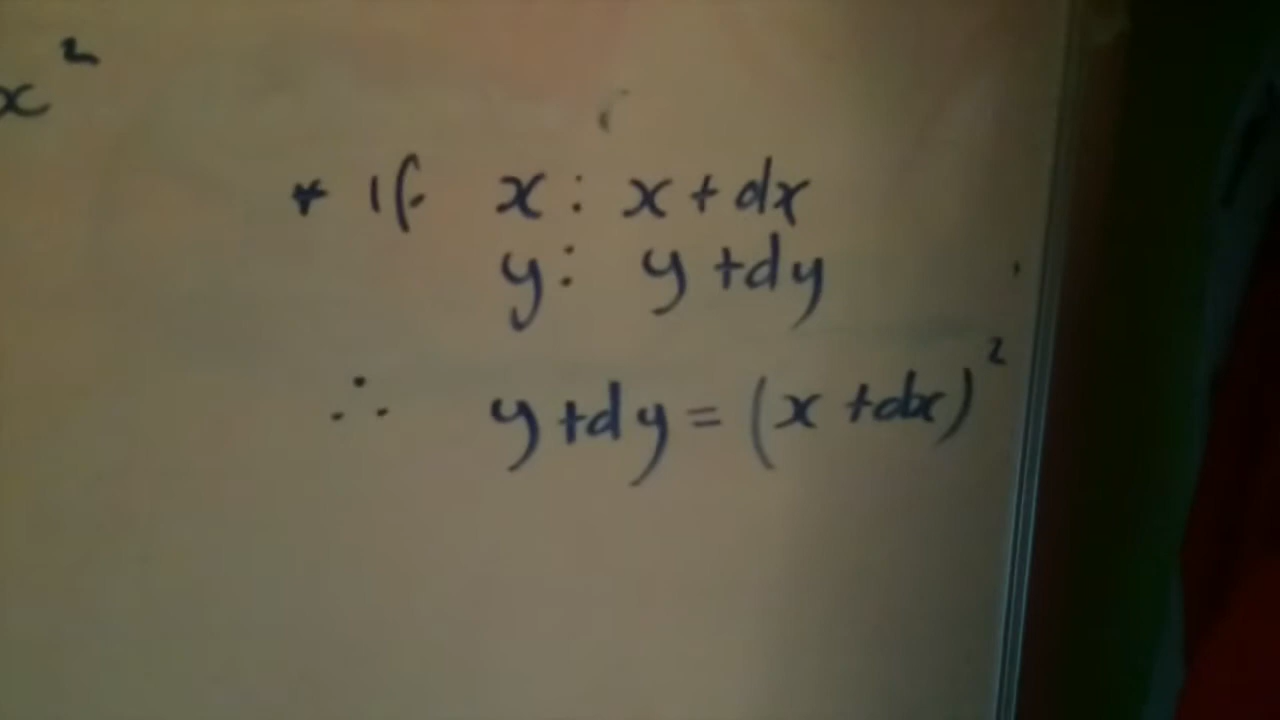 x²
* If x : x + dx
y : y + dy
∴ y + dy = (x + dx)²